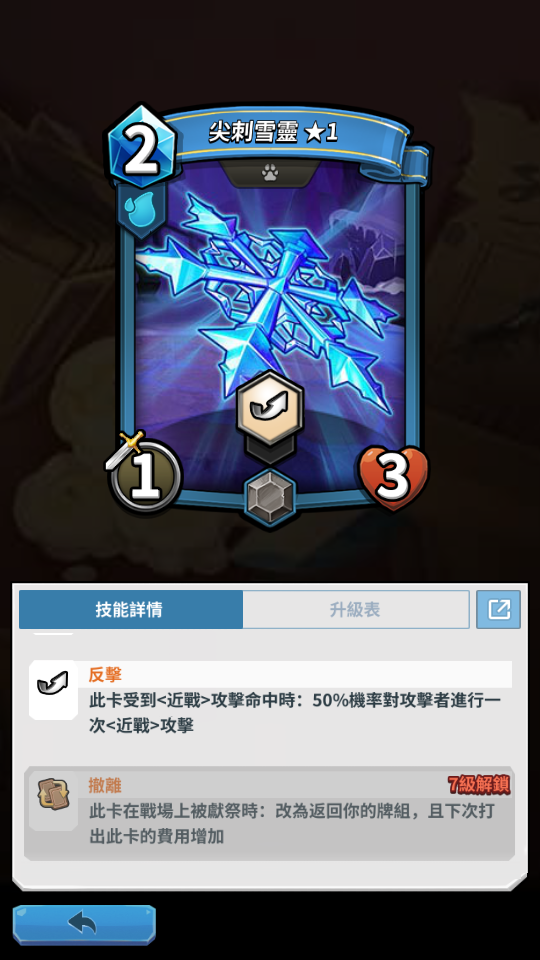 2
尖刺雪靈 ★1
1
3
技能詳情
升級表
反擊
此卡受到<近戰>攻擊命中時：50%機率對攻擊者進行一
次<近戰>攻擊
撤離
7級解鎖
此卡在戰場上被獻祭時：改為返回你的牌組，且下次打
出此卡的費用增加